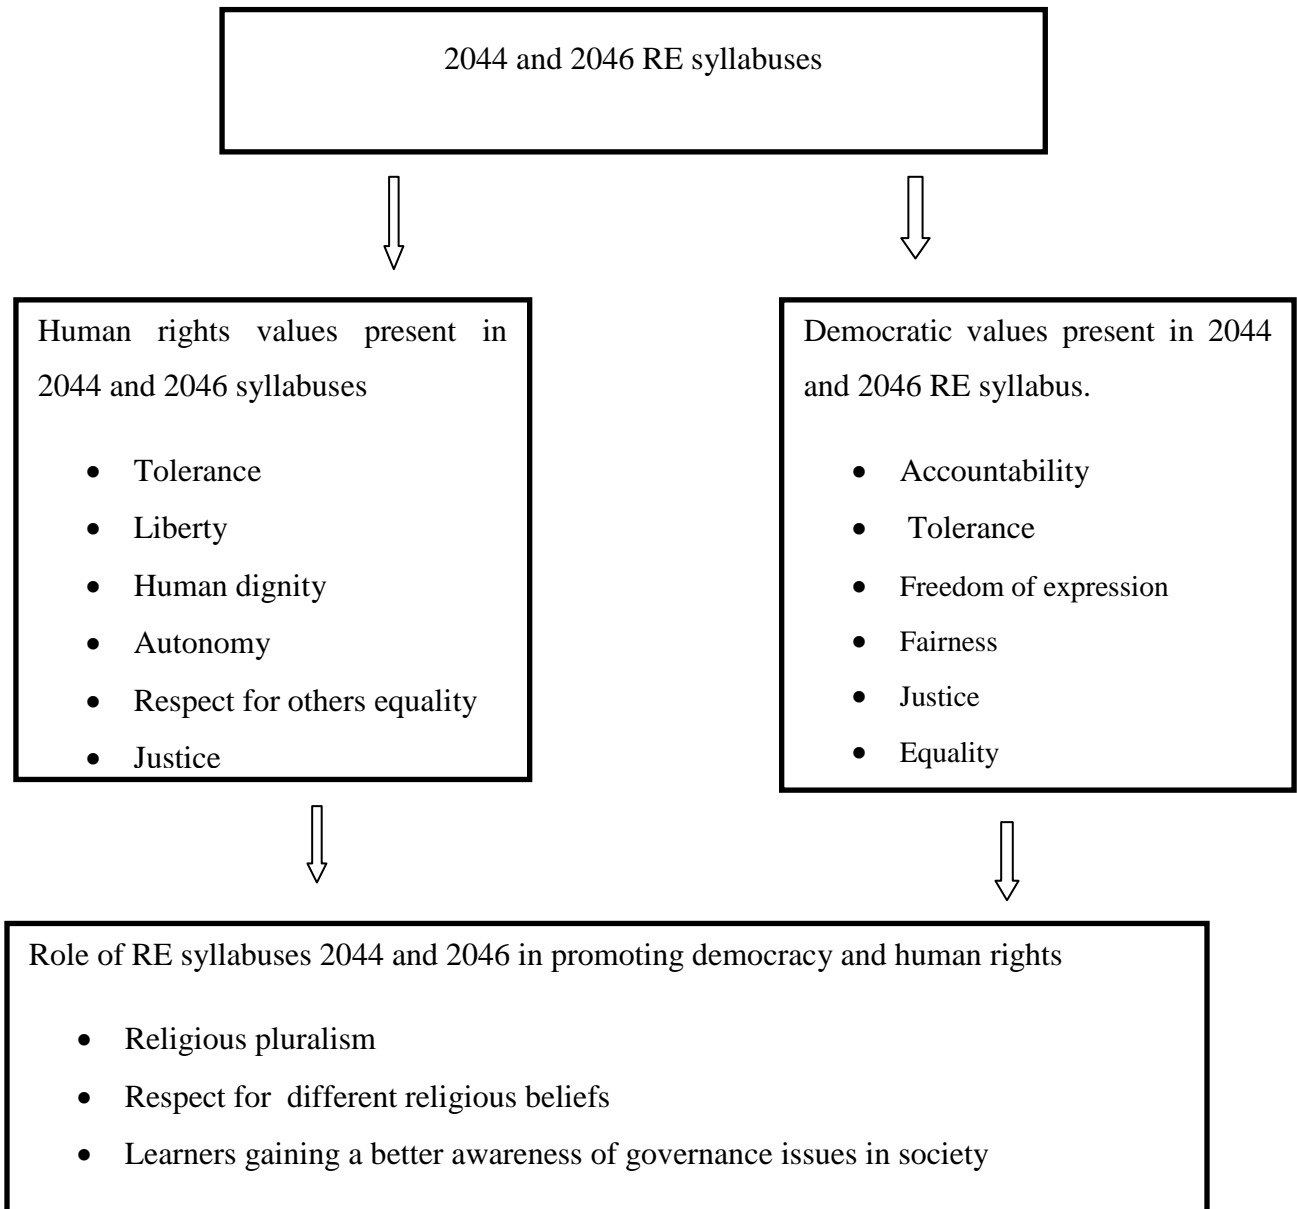 2044 and 2046 RE syllabuses
Human rights values present in
2044 and 2046 syllabuses
• Tolerance
• Liberty
• Human dignity
• Autonomy
• Respect for others equality
• Justice
Democratic values present in 2044
and 2046 RE syllabus.
• Accountability
• Tolerance
• Freedom of expression
• Fairness
• Justice
• Equality
Role of RE syllabuses 2044 and 2046 in promoting democracy and human rights
• Religious pluralism
• Respect for different religious beliefs
• Learners gaining a better awareness of governance issues in society